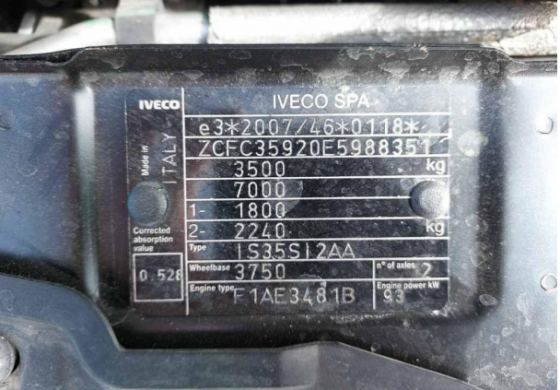 IVECO IVECO SPA
Made in ITALY
e3*2007/46*0118*
ZCFC35920E5988351
3500 kg
7000
1- 1800
2- 2240 kg
Corrected absorption value
0.528
Type IS35SI2AA
Wheelbase 3750 n° of axles 2
Engine type F1AE3481B Engine power kW 93